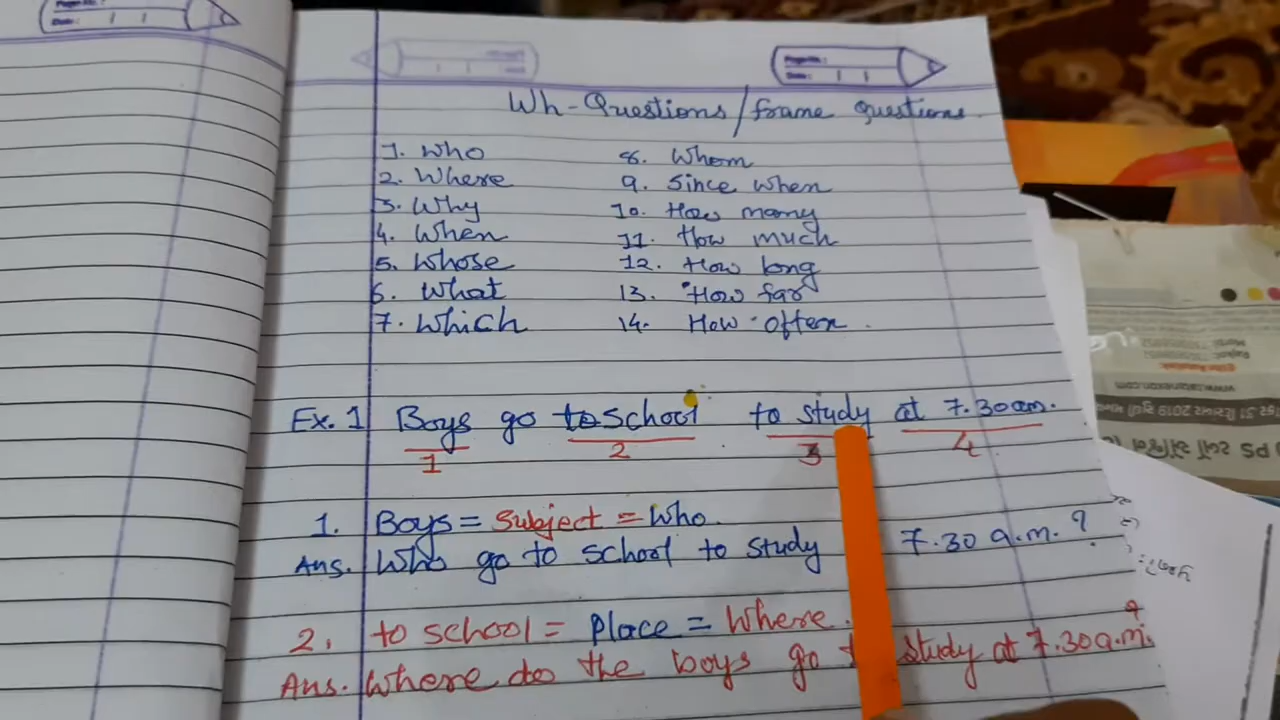 Wh-Questions/frame questions.
1. Who
2. Where
3. Why
4. When
5. Whose
6. What
7. Which
8. Whom
9. Since when
10. How many
11. How much
12. How long
13. How far
14. How often.
Ex. 1 Boys go to school to study at 7.30am.
1 2 3 4
1. Boys = Subject = Who.
Ans. Who go to school to study 7.30 a.m.?
2. to school = Place = Where.
Ans. Where do the boys go study at 7.30a.m.?